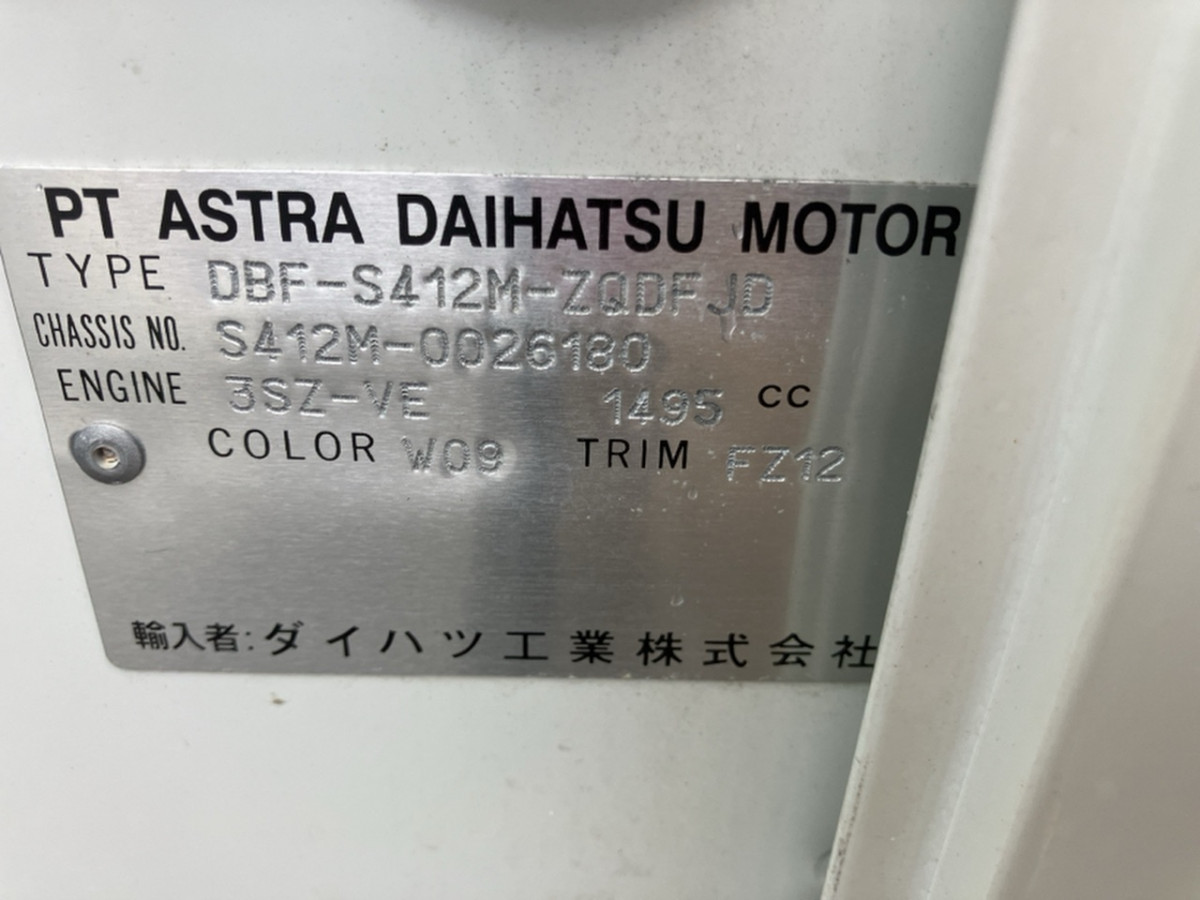 PT ASTRA DAIHATSU MOTOR
TYPE DBF-S412M-ZQDFJD
CHASSIS NO. S412M-0026180
ENGINE 3SZ-VE 1495 CC
COLOR W09 TRIM FZ12
輸入者:ダイハツ工業株式会社